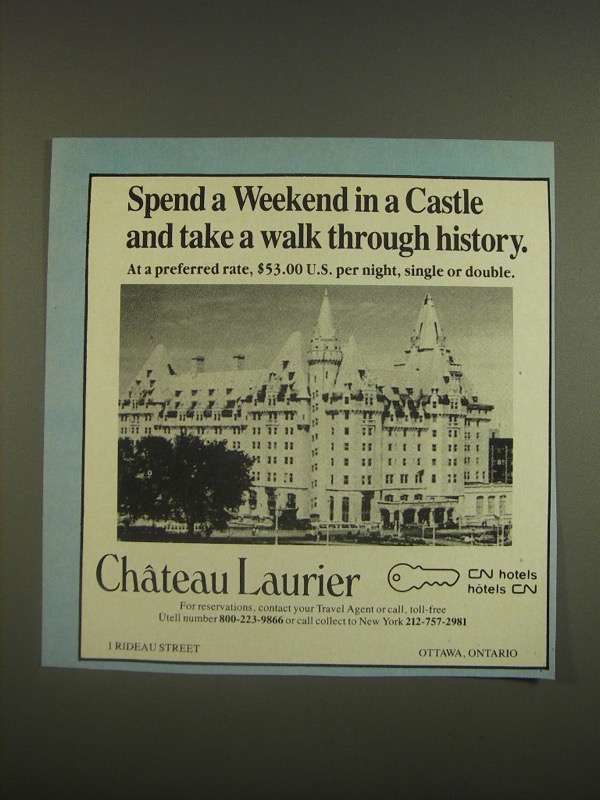 Spend a Weekend in a Castle
and take a walk through history.
At a preferred rate, $53.00 U.S. per night, single or double.
Château Laurier
CN hotels
hôtels CN
For reservations, contact your Travel Agent or call, toll-free
Utell number 800-223-9866 or call collect to New York 212-757-2981
1 RIDEAU STREET
OTTAWA, ONTARIO